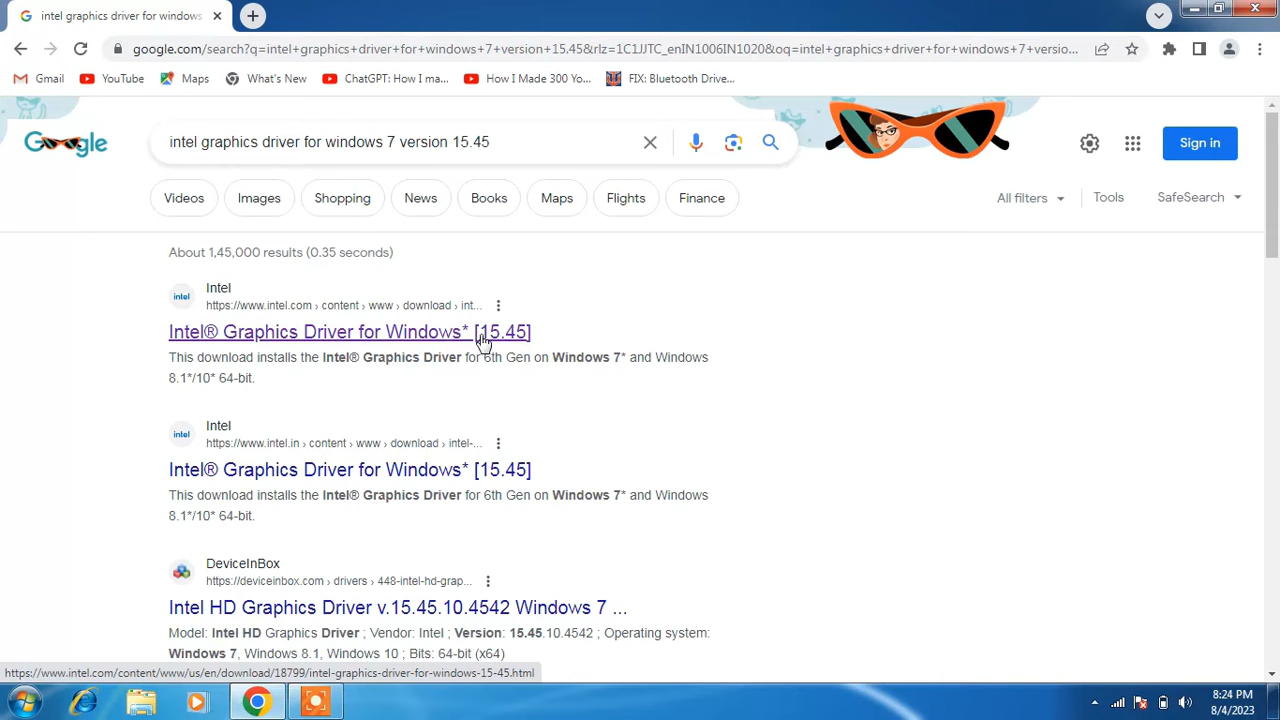 intel graphics driver for windows
google.com/search?q=intel+graphics+driver+for+windows+7+version+15.45&rlz=1C1JJTC_enIN1006IN1020&oq=intel+graphics+driver+for+windows+7+versio...
Gmail YouTube Maps What's New ChatGPT: How I ma... How I Made 300 Yo... FIX: Bluetooth Drive...
Google
intel graphics driver for windows 7 version 15.45
Sign in
Videos Images Shopping News Books Maps Flights Finance All filters Tools SafeSearch
About 1,45,000 results (0.35 seconds)
intel
Intel
https://www.intel.com › content › www › download › int...
Intel® Graphics Driver for Windows* [15.45]
This download installs the Intel® Graphics Driver for 6th Gen on Windows 7* and Windows
8.1*/10* 64-bit.
intel
Intel
https://www.intel.in › content › www › download › intel-...
Intel® Graphics Driver for Windows* [15.45]
This download installs the Intel® Graphics Driver for 6th Gen on Windows 7* and Windows
8.1*/10* 64-bit.
DeviceInBox
https://deviceinbox.com › drivers › 448-intel-hd-grap...
Intel HD Graphics Driver v.15.45.10.4542 Windows 7 ...
Model: Intel HD Graphics Driver ; Vendor: Intel ; Version: 15.45.10.4542 ; Operating system:
Windows 7, Windows 8.1, Windows 10 ; Bits: 64-bit (x64)
https://www.intel.com/content/www/us/en/download/18799/intel-graphics-driver-for-windows-15-45.html
8:24 PM
8/4/2023